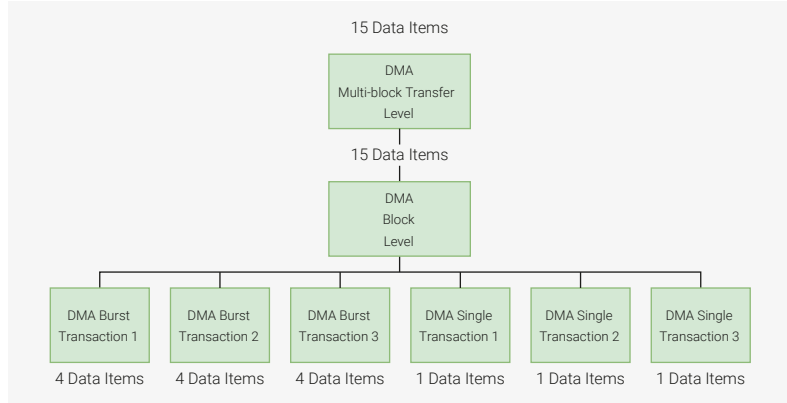 15 Data Items
DMA
Multi-block Transfer
Level
15 Data Items
DMA
Block
Level
DMA Burst
Transaction 1
DMA Burst
Transaction 2
DMA Burst
Transaction 3
DMA Single
Transaction 1
DMA Single
Transaction 2
DMA Single
Transaction 3
4 Data Items
4 Data Items
4 Data Items
1 Data Items
1 Data Items
1 Data Items